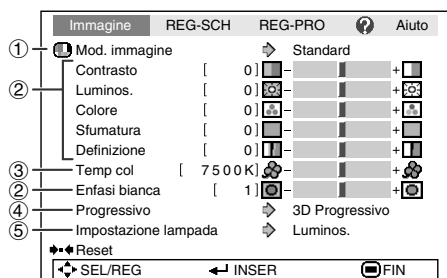 Immagine REG-SCH REG-PRO ? Aiuto
① Mod. immagine Standard
Contrasto [ 0] – +
② Luminos. [ 0] – +
Colore [ 0] – +
Sfumatura [ 0] – +
Definizione [ 0] – +
③ Temp col [ 7500K] – +
② Enfasi bianca [ 1] – +
④ Progressivo 3D Progressivo
⑤ Impostazione lampada Luminos.
Reset
SEL/REG INSER FIN